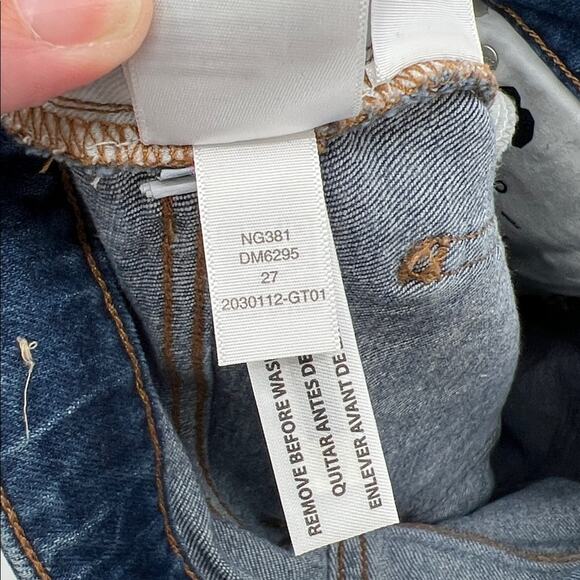 NG381
DM6295
27
2030112-GT01
REMOVE BEFORE WAS
QUITAR ANTES DE
ENLEVER AVANT DE